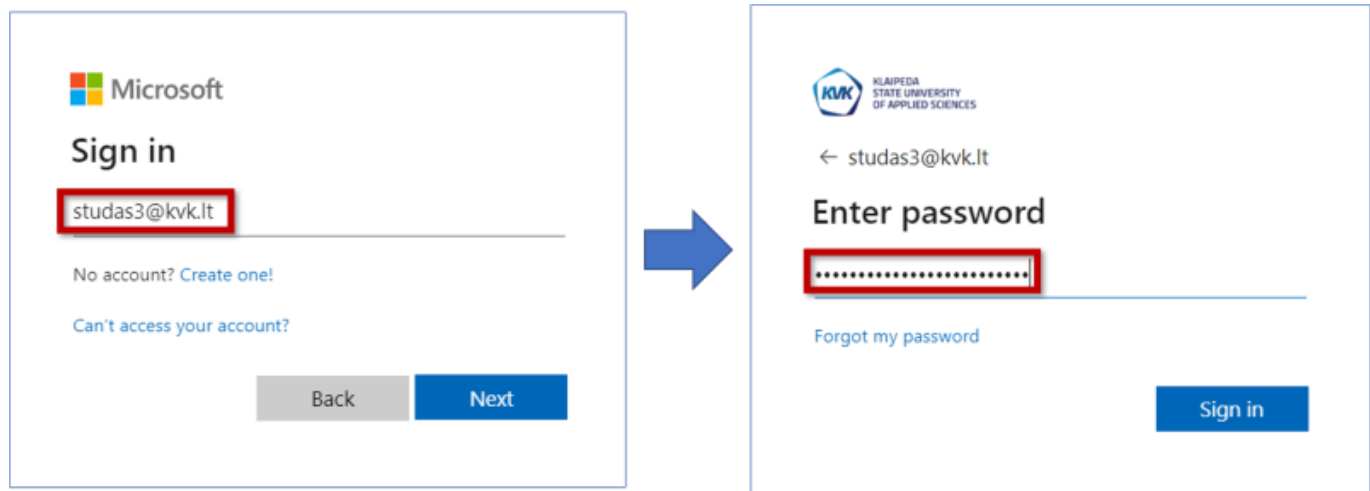 Microsoft
Sign in
studas3@kvk.lt
No account? Create one!
Can't access your account?
Back
Next
KVK
KLAIPEDA
STATE UNIVERSITY
OF APPLIED SCIENCES
← studas3@kvk.lt
Enter password
Forgot my password
Sign in